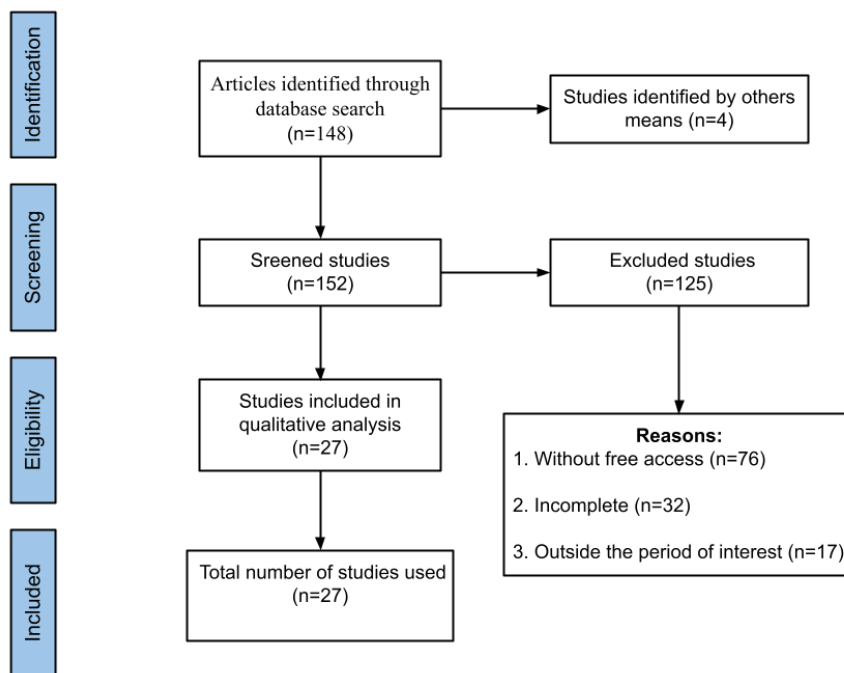 Identification
Articles identified through
database search
(n=148)
Studies identified by others
means (n=4)
Screening
Sreened studies
(n=152)
Excluded studies
(n=125)
Eligibility
Studies included in
qualitative analysis
(n=27)
Reasons:
1. Without free access (n=76)
2. Incomplete (n=32)
3. Outside the period of interest (n=17)
Included
Total number of studies used
(n=27)